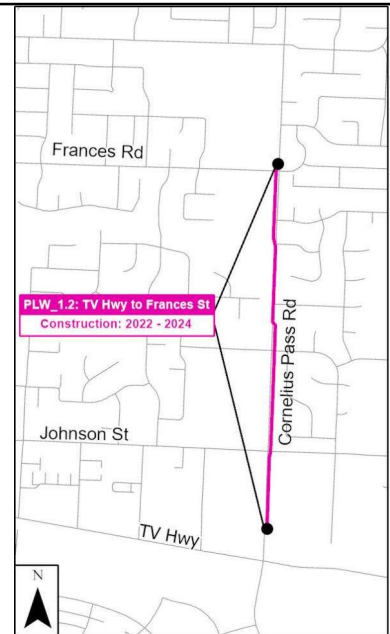 Frances Rd
PLW_1.2: TV Hwy to Frances St
Construction: 2022 - 2024
Cornelius Pass Rd
Johnson St
TV Hwy
N